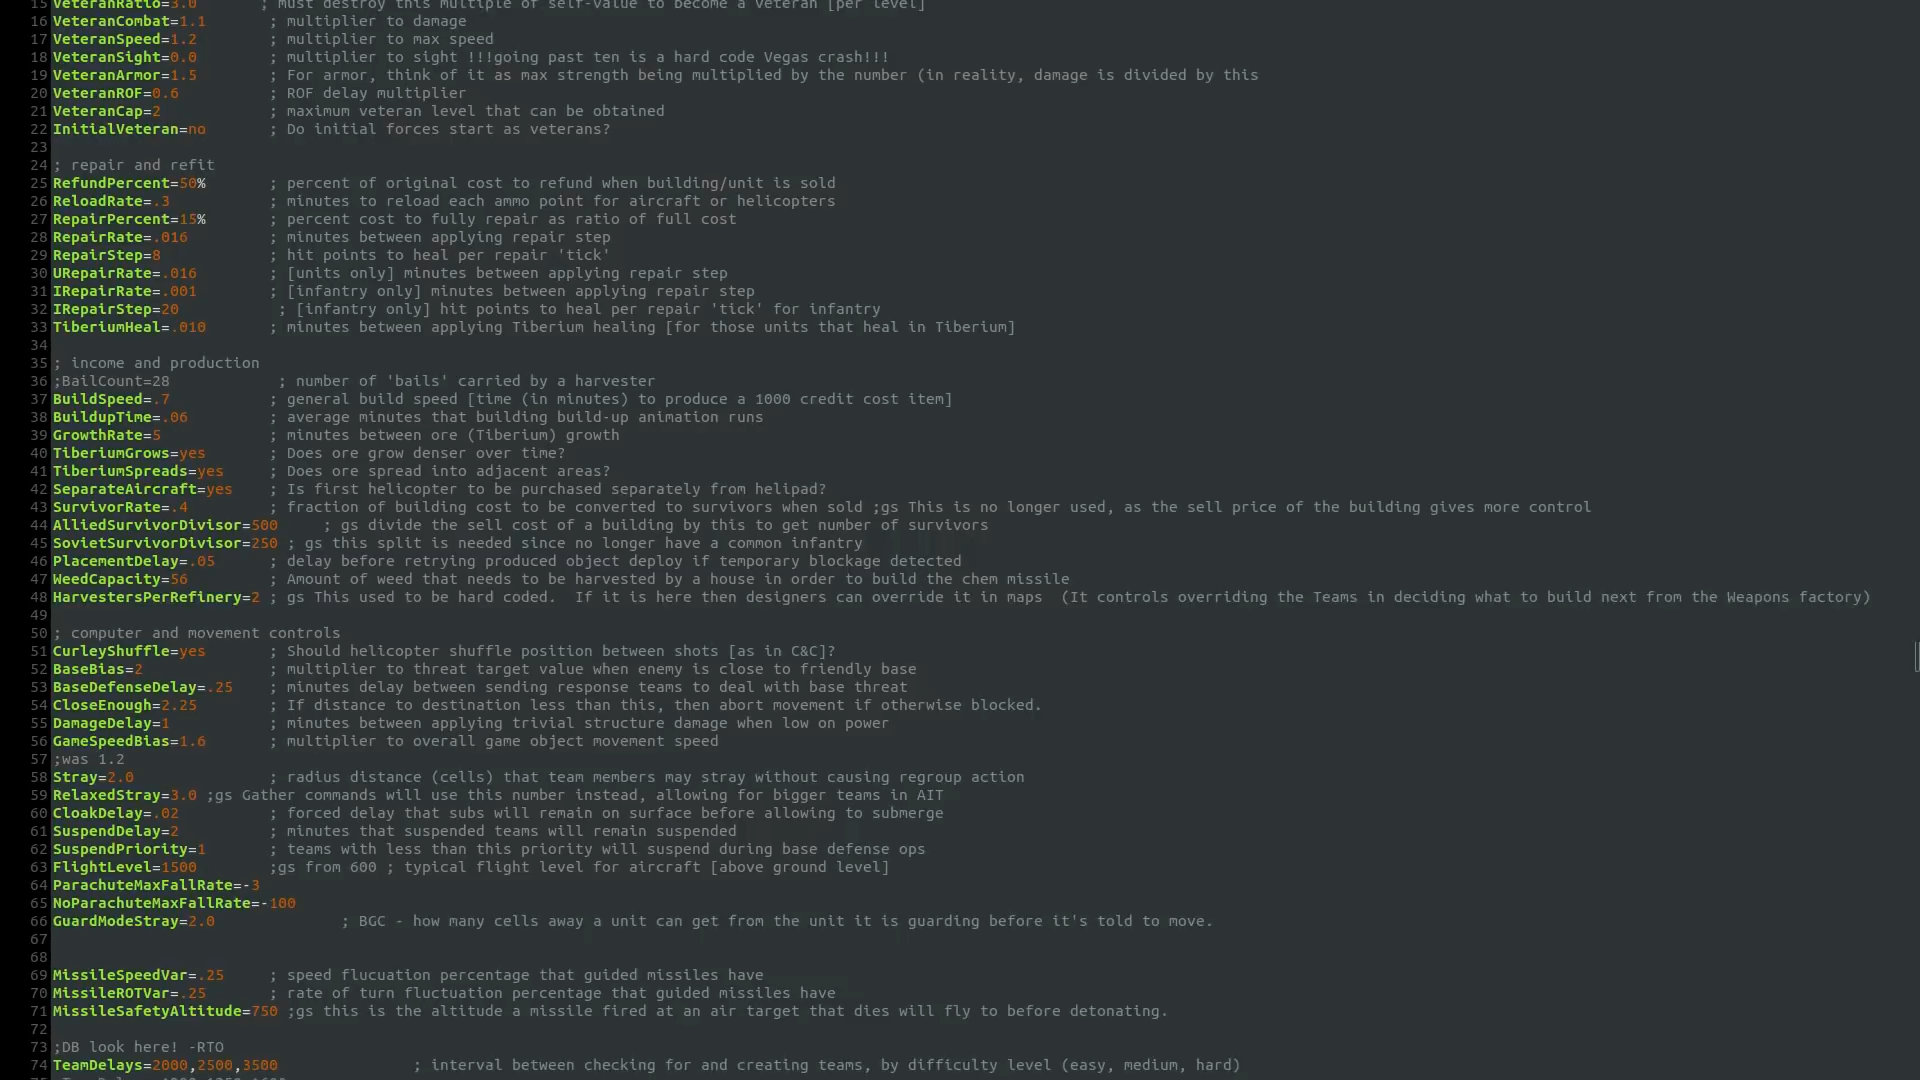 15 VeteranRatio=3.0 ; must destroy this multiple of self-value to become a veteran [per level]
16 VeteranCombat=1.1 ; multiplier to damage
17 VeteranSpeed=1.2 ; multiplier to max speed
18 VeteranSight=0.0 ; multiplier to sight !!!going past ten is a hard code Vegas crash!!!
19 VeteranArmor=1.5 ; For armor, think of it as max strength being multiplied by the number (in reality, damage is divided by this
20 VeteranROF=0.6 ; ROF delay multiplier
21 VeteranCap=2 ; maximum veteran level that can be obtained
22 InitialVeteran=no ; Do initial forces start as veterans?
23
24 ; repair and refit
25 RefundPercent=50% ; percent of original cost to refund when building/unit is sold
26 ReloadRate=.3 ; minutes to reload each ammo point for aircraft or helicopters
27 RepairPercent=15% ; percent cost to fully repair as ratio of full cost
28 RepairRate=.016 ; minutes between applying repair step
29 RepairStep=8 ; hit points to heal per repair 'tick'
30 URepairRate=.016 ; [units only] minutes between applying repair step
31 IRepairRate=.001 ; [infantry only] minutes between applying repair step
32 IRepairStep=20 ; [infantry only] hit points to heal per repair 'tick' for infantry
33 TiberiumHeal=.010 ; minutes between applying Tiberium healing [for those units that heal in Tiberium]
34
35 ; income and production
36 ;BailCount=28 ; number of 'bails' carried by a harvester
37 BuildSpeed=.7 ; general build speed [time (in minutes) to produce a 1000 credit cost item]
38 BuildupTime=.06 ; average minutes that building build-up animation runs
39 GrowthRate=5 ; minutes between ore (Tiberium) growth
40 TiberiumGrows=yes ; Does ore grow denser over time?
41 TiberiumSpreads=yes ; Does ore spread into adjacent areas?
42 SeparateAircraft=yes ; Is first helicopter to be purchased separately from helipad?
43 SurvivorRate=.4 ; fraction of building cost to be converted to survivors when sold ;gs This is no longer used, as the sell price of the building gives more control
44 AlliedSurvivorDivisor=500 ; gs divide the sell cost of a building by this to get number of survivors
45 SovietSurvivorDivisor=250 ; gs this split is needed since no longer have a common infantry
46 PlacementDelay=.05 ; delay before retrying produced object deploy if temporary blockage detected
47 WeedCapacity=56 ; Amount of weed that needs to be harvested by a house in order to build the chem missile
48 HarvestersPerRefinery=2 ; gs This used to be hard coded. If it is here then designers can override it in maps (It controls overriding the Teams in deciding what to build next from the Weapons factory)
49
50 ; computer and movement controls
51 CurleyShuffle=yes ; Should helicopter shuffle position between shots [as in C&C]?
52 BaseBias=2 ; multiplier to threat target value when enemy is close to friendly base
53 BaseDefenseDelay=.25 ; minutes delay between sending response teams to deal with base threat
54 CloseEnough=2.25 ; If distance to destination less than this, then abort movement if otherwise blocked.
55 DamageDelay=1 ; minutes between applying trivial structure damage when low on power
56 GameSpeedBias=1.6 ; multiplier to overall game object movement speed
57 ;was 1.2
58 Stray=2.0 ; radius distance (cells) that team members may stray without causing regroup action
59 RelaxedStray=3.0 ;gs Gather commands will use this number instead, allowing for bigger teams in AIT
60 CloakDelay=.02 ; forced delay that subs will remain on surface before allowing to submerge
61 SuspendDelay=2 ; minutes that suspended teams will remain suspended
62 SuspendPriority=1 ; teams with less than this priority will suspend during base defense ops
63 FlightLevel=1500 ;gs from 600 ; typical flight level for aircraft [above ground level]
64 ParachuteMaxFallRate=-3
65 NoParachuteMaxFallRate=-100
66 GuardModeStray=2.0 ; BGC - how many cells away a unit can get from the unit it is guarding before it's told to move.
67
68
69 MissileSpeedVar=.25 ; speed flucuation percentage that guided missiles have
70 MissileROTVar=.25 ; rate of turn fluctuation percentage that guided missiles have
71 MissileSafetyAltitude=750 ;gs this is the altitude a missile fired at an air target that dies will fly to before detonating.
72
73 ;DB look here! -RTO
74 TeamDelays=2000,2500,3500 ; interval between checking for and creating teams, by difficulty level (easy, medium, hard)